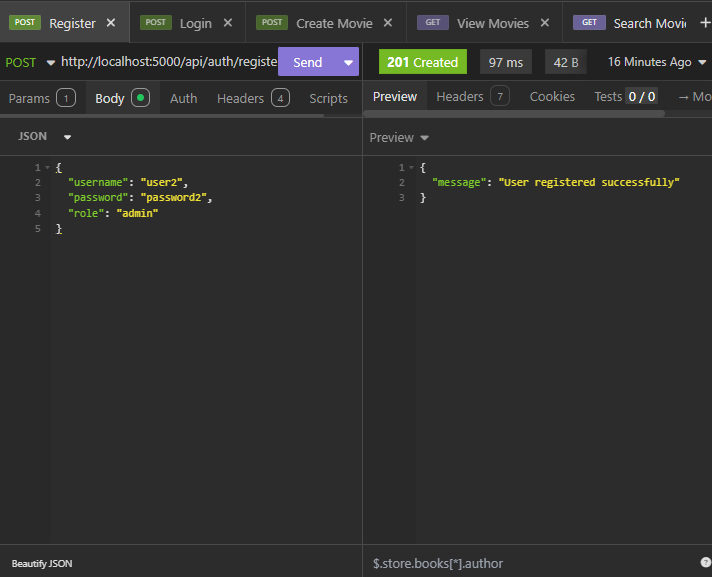 POST Register ✕ POST Login ✕ POST Create Movie ✕ GET View Movies ✕ GET Search Movi +
POST http://localhost:5000/api/auth/registe Send 201 Created 97 ms 42 B 16 Minutes Ago
Params 1 Body Auth Headers 4 Scripts Preview Headers 7 Cookies Tests 0 / 0 → Mo
JSON Preview
1 {
2 "username": "user2",
3 "password": "password2",
4 "role": "admin"
5 }
1 {
2 "message": "User registered successfully"
3 }
Beautify JSON $.store.books[*].author ?